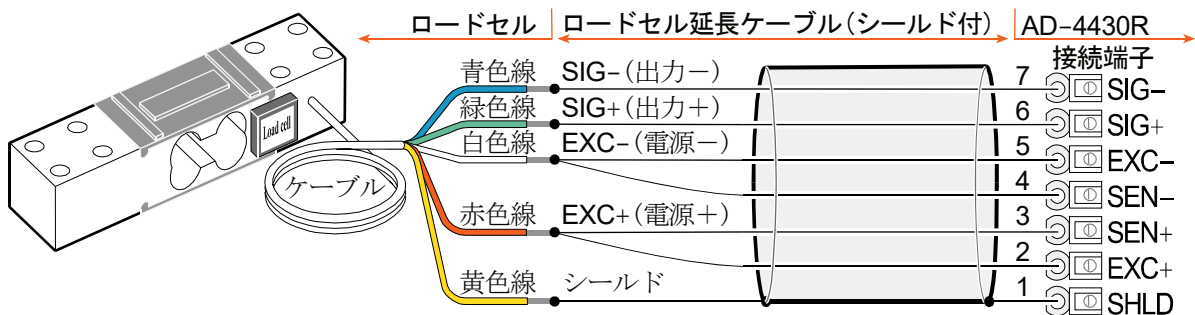 ロードセル ロードセル延長ケーブル(シールド付) AD-4430R
接続端子
青色線 SIG-(出力-) 7 SIG-
緑色線 SIG+(出力+) 6 SIG+
白色線 EXC-(電源-) 5 EXC-
4 SEN-
赤色線 EXC+(電源+) 3 SEN+
2 EXC+
黄色線 シールド 1 SHLD
Load cell
ケーブル